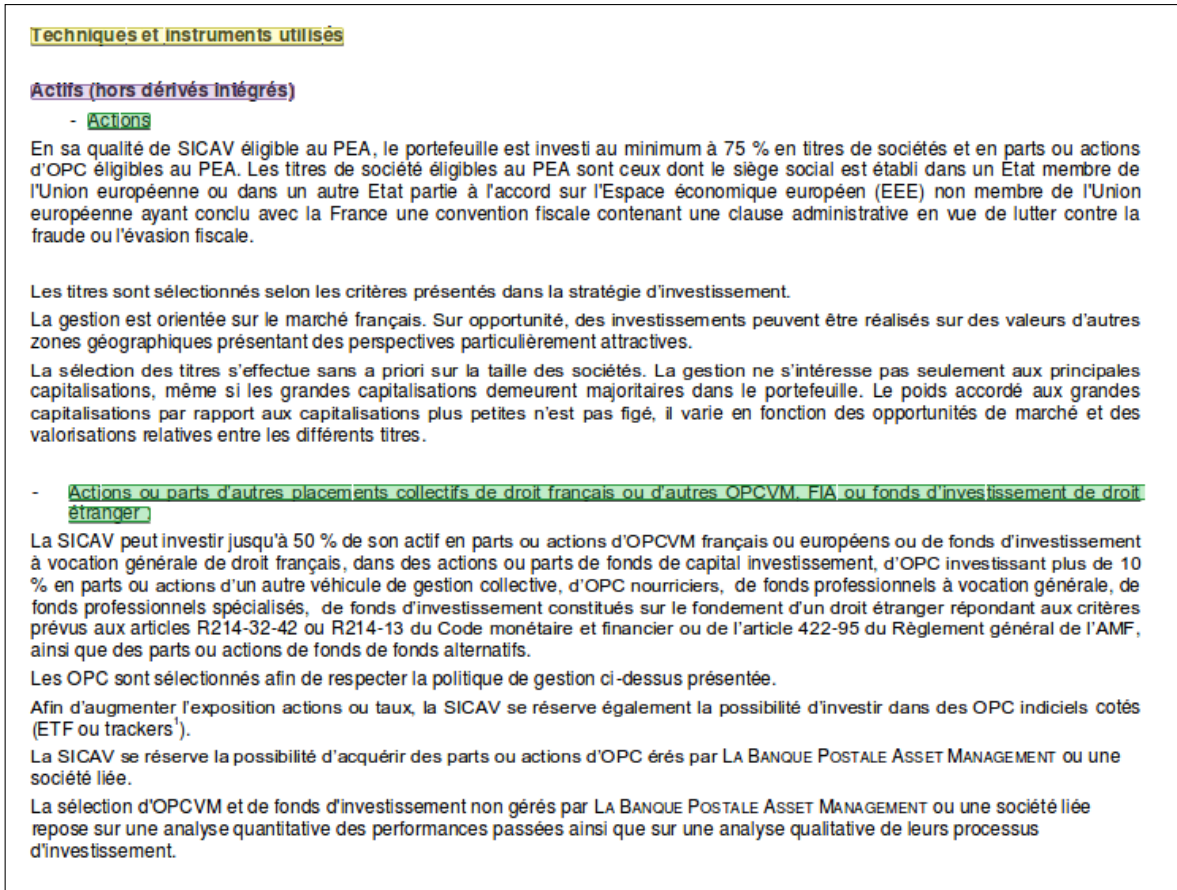 Techniques et instruments utilisés
Actifs (hors dérivés intégrés)
- Actions
En sa qualité de SICAV éligible au PEA, le portefeuille est investi au minimum à 75 % en titres de sociétés et en parts ou actions
d'OPC éligibles au PEA. Les titres de société éligibles au PEA sont ceux dont le siège social est établi dans un Etat membre de
l'Union européenne ou dans un autre Etat partie à l'accord sur l'Espace économique européen (EEE) non membre de l'Union
européenne ayant conclu avec la France une convention fiscale contenant une clause administrative en vue de lutter contre la
fraude ou l'évasion fiscale.
Les titres sont sélectionnés selon les critères présentés dans la stratégie d'investissement.
La gestion est orientée sur le marché français. Sur opportunité, des investissements peuvent être réalisés sur des valeurs d'autres
zones géographiques présentant des perspectives particulièrement attractives.
La sélection des titres s'effectue sans a priori sur la taille des sociétés. La gestion ne s'intéresse pas seulement aux principales
capitalisations, même si les grandes capitalisations demeurent majoritaires dans le portefeuille. Le poids accordé aux grandes
capitalisations par rapport aux capitalisations plus petites n'est pas figé, il varie en fonction des opportunités de marché et des
valorisations relatives entre les différents titres.
- Actions ou parts d'autres placements collectifs de droit français ou d'autres OPCVM, FIA ou fonds d'investissement de droit
étranger :
La SICAV peut investir jusqu'à 50 % de son actif en parts ou actions d'OPCVM français ou européens ou de fonds d'investissement
à vocation générale de droit français, dans des actions ou parts de fonds de capital investissement, d'OPC investissant plus de 10
% en parts ou actions d'un autre véhicule de gestion collective, d'OPC nourriciers, de fonds professionnels à vocation générale, de
fonds professionnels spécialisés, de fonds d'investissement constitués sur le fondement d'un droit étranger répondant aux critères
prévus aux articles R214-32-42 ou R214-13 du Code monétaire et financier ou de l'article 422-95 du Règlement général de l'AMF,
ainsi que des parts ou actions de fonds de fonds alternatifs.
Les OPC sont sélectionnés afin de respecter la politique de gestion ci-dessus présentée.
Afin d'augmenter l'exposition actions ou taux, la SICAV se réserve également la possibilité d'investir dans des OPC indiciels cotés
(ETF ou trackers¹).
La SICAV se réserve la possibilité d'acquérir des parts ou actions d'OPC érés par LA BANQUE POSTALE ASSET MANAGEMENT ou une
société liée.
La sélection d'OPCVM et de fonds d'investissement non gérés par LA BANQUE POSTALE ASSET MANAGEMENT ou une société liée
repose sur une analyse quantitative des performances passées ainsi que sur une analyse qualitative de leurs processus
d'investissement.